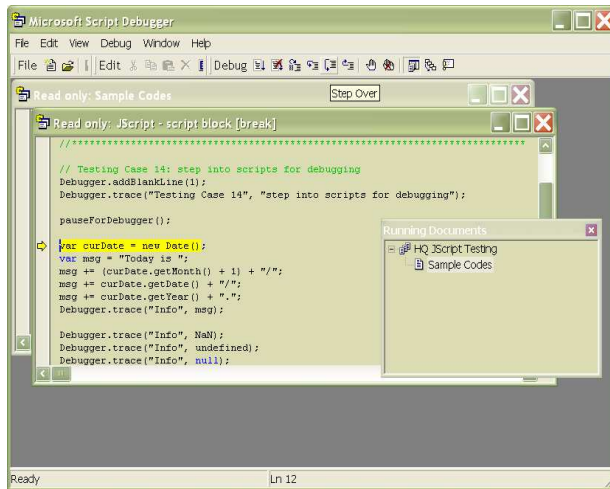 Microsoft Script Debugger
File Edit View Debug Window Help
File Edit Debug
Step Over
Read only: Sample Codes
Read only: JScript - script block [break]
//******************************************************************************
// Testing Case 14: step into scripts for debugging
Debugger.addBlankLine(1);
Debugger.trace("Testing Case 14", "step into scripts for debugging");
pauseForDebugger();
var curDate = new Date();
var msg = "Today is ";
msg += (curDate.getMonth() + 1) + "/";
msg += curDate.getDate() + "/";
msg += curDate.getYear() + ".";
Debugger.trace("Info", msg);
Debugger.trace("Info", NaN);
Debugger.trace("Info", undefined);
Debugger.trace("Info", null);
Running Documents
HQ JScript Testing
Sample Codes
Ready Ln 12